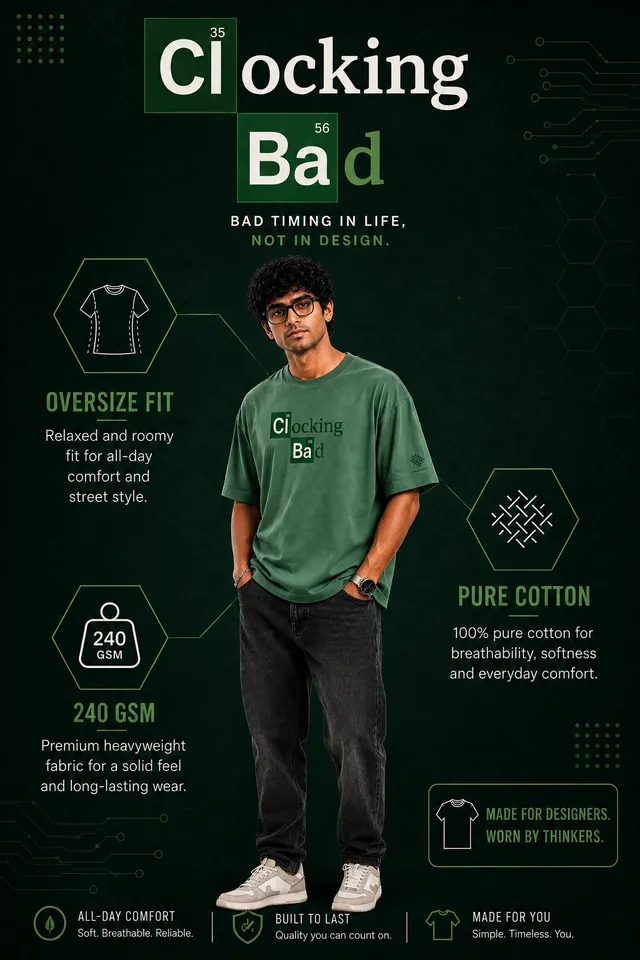 35
Clocking
56
Bad
BAD TIMING IN LIFE,
NOT IN DESIGN.
OVERSIZE FIT
Relaxed and roomy
fit for all-day
comfort and
street style.
Clocking
Bad
PURE COTTON
100% pure cotton for
breathability, softness
and everyday comfort.
240
GSM
240 GSM
Premium heavyweight
fabric for a solid feel
and long-lasting wear.
MADE FOR DESIGNERS.
WORN BY THINKERS.
ALL-DAY COMFORT
Soft. Breathable. Reliable.
BUILT TO LAST
Quality you can count on.
MADE FOR YOU
Simple. Timeless. You.